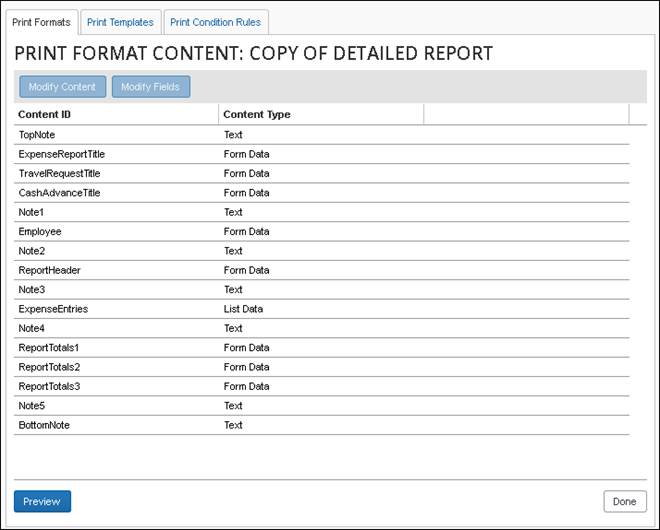 Print Formats Print Templates Print Condition Rules
PRINT FORMAT CONTENT: COPY OF DETAILED REPORT
Modify Content Modify Fields
Content ID Content Type
TopNote Text
ExpenseReportTitle Form Data
TravelRequestTitle Form Data
CashAdvanceTitle Form Data
Note1 Text
Employee Form Data
Note2 Text
ReportHeader Form Data
Note3 Text
ExpenseEntries List Data
Note4 Text
ReportTotals1 Form Data
ReportTotals2 Form Data
ReportTotals3 Form Data
Note5 Text
BottomNote Text
Preview Done